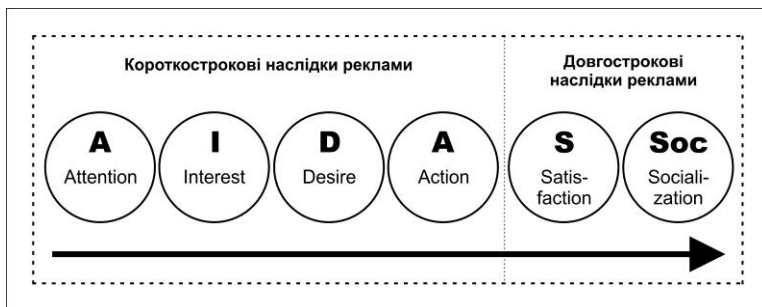 Короткострокові наслідки реклами
Довгострокові
наслідки реклами
A
Attention
I
Interest
D
Desire
A
Action
S
Satis-
faction
Soc
Sociali-
zation